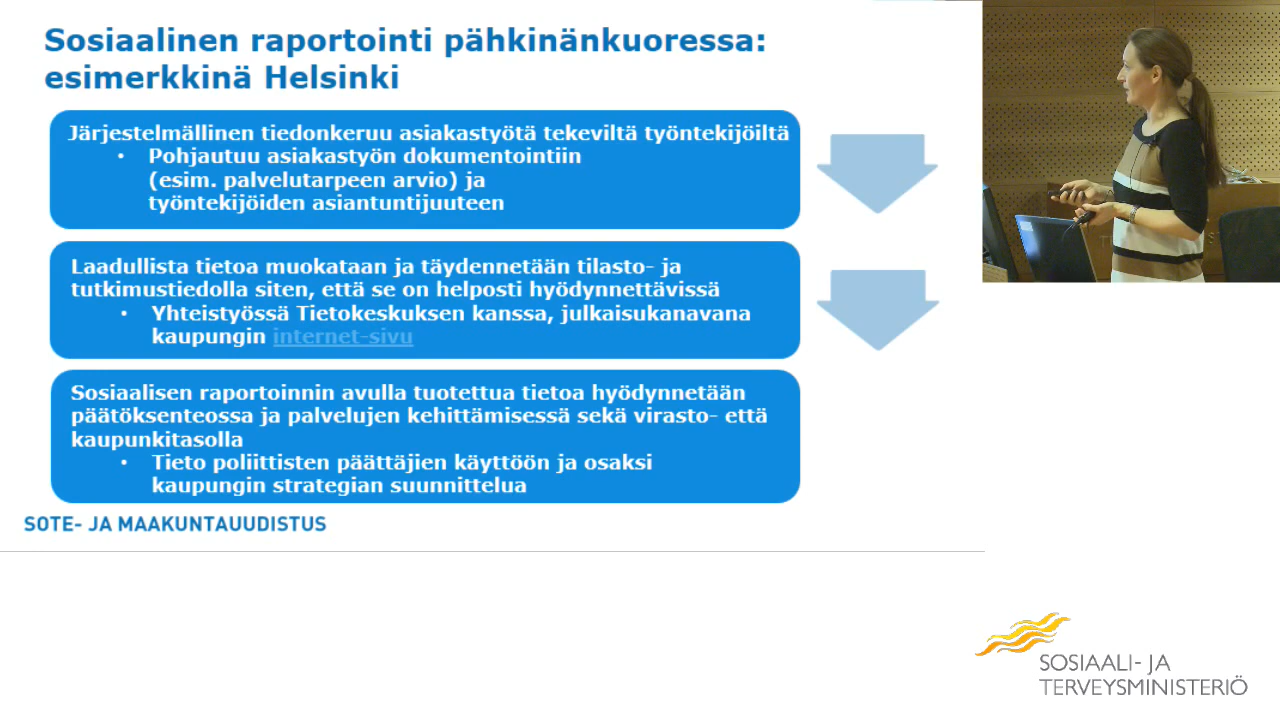 Sosiaalinen raportointi pähkinänkuoressa:
esimerkkinä Helsinki
Järjestelmällinen tiedonkeruu asiakastyötä tekeviltä työntekijöiltä
• Pohjautuu asiakastyön dokumentointiin
(esim. palvelutarpeen arvio) ja
työntekijöiden asiantuntijuuteen
Laadullista tietoa muokataan ja täydennetään tilasto- ja
tutkimustiedolla siten, että se on helposti hyödynnettävissä
• Yhteistyössä Tietokeskuksen kanssa, julkaisukanavana
kaupungin internet-sivu
Sosiaalisen raportoinnin avulla tuotettua tietoa hyödynnetään
päätöksenteossa ja palvelujen kehittämisessä sekä virasto- että
kaupunkitasolla
• Tieto poliittisten päättäjien käyttöön ja osaksi
kaupungin strategian suunnittelua
SOTE- JA MAAKUNTAUUDISTUS
SOSIAALI- JA
TERVEYSMINISTERIÖ